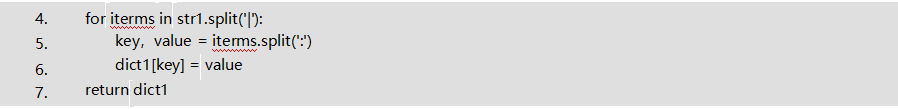 4. for iterms in str1.split('|'):
5. key, value = iterms.split(':')
6. dict1[key] = value
7. return dict1